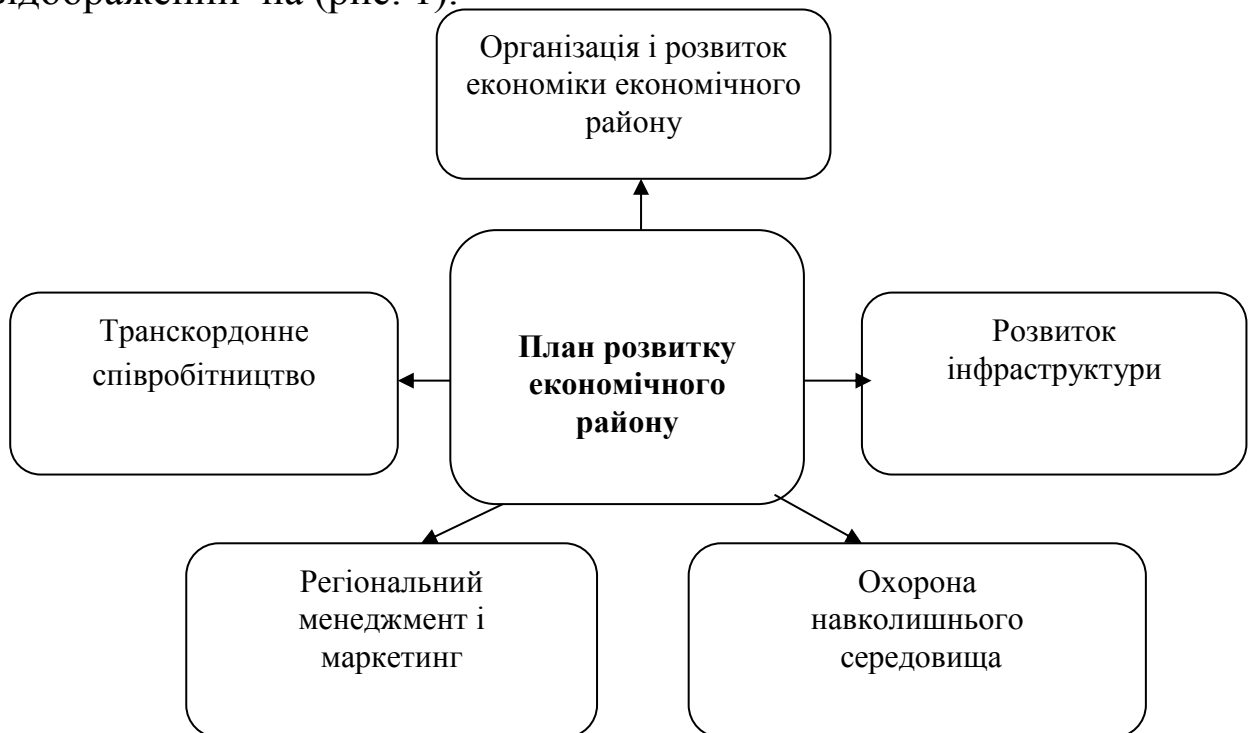 на (рис. 1).
Організація і розвиток
економіки економічного
району
Транскордонне
співробітництво
План розвитку
економічного
району
Розвиток
інфраструктури
Регіональний
менеджмент і
маркетинг
Охорона
навколишнього
середовища